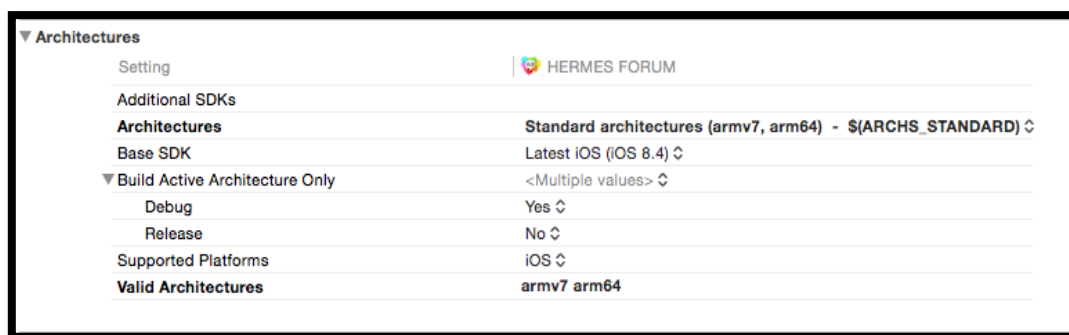 Architectures
Setting HERMES FORUM
Additional SDKs
Architectures Standard architectures (armv7, arm64) - $(ARCHS_STANDARD)
Base SDK Latest iOS (iOS 8.4)
Build Active Architecture Only <Multiple values>
Debug Yes
Release No
Supported Platforms iOS
Valid Architectures armv7 arm64